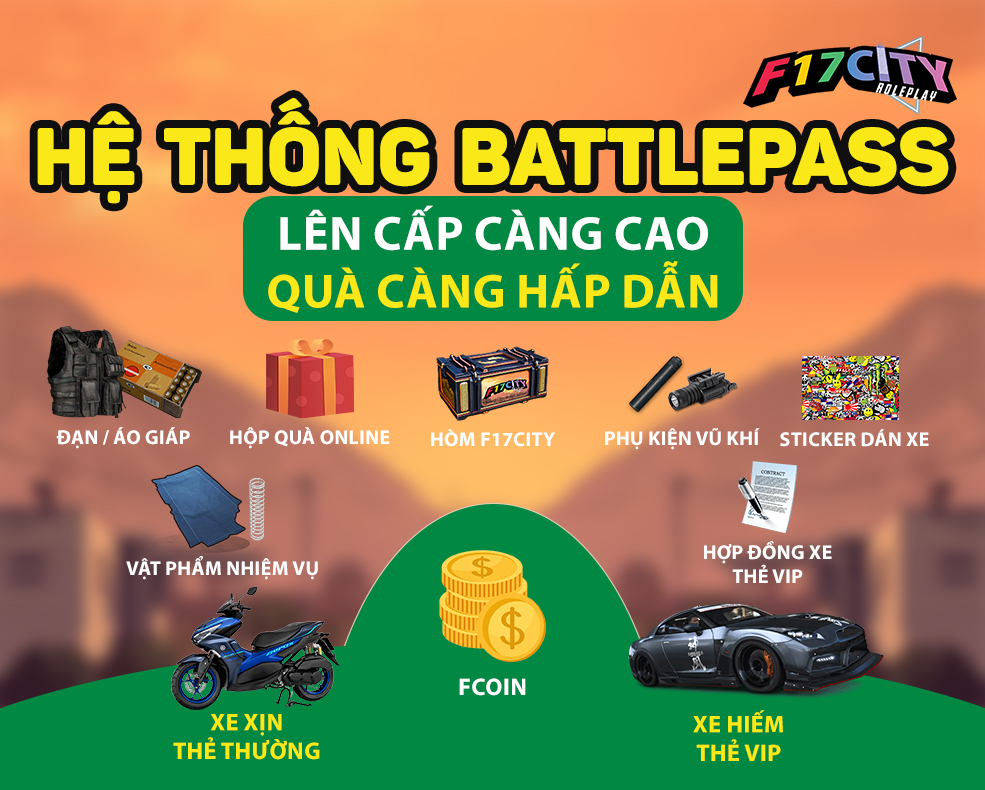 F17CITY
ROLEPLAY
HỆ THỐNG BATTLEPASS
LÊN CẤP CÀNG CAO
QUÀ CÀNG HẤP DẪN
F17CITY
ĐẠN / ÁO GIÁP
HỘP QUÀ ONLINE
HÒM F17CITY
PHỤ KIỆN VŨ KHÍ
STICKER DÁN XE
CONTRACT
VẬT PHẨM NHIỆM VỤ
HỢP ĐỒNG XE
THẺ VIP
FCOIN
XE XỊN
THẺ THƯỜNG
XE HIẾM
THẺ VIP